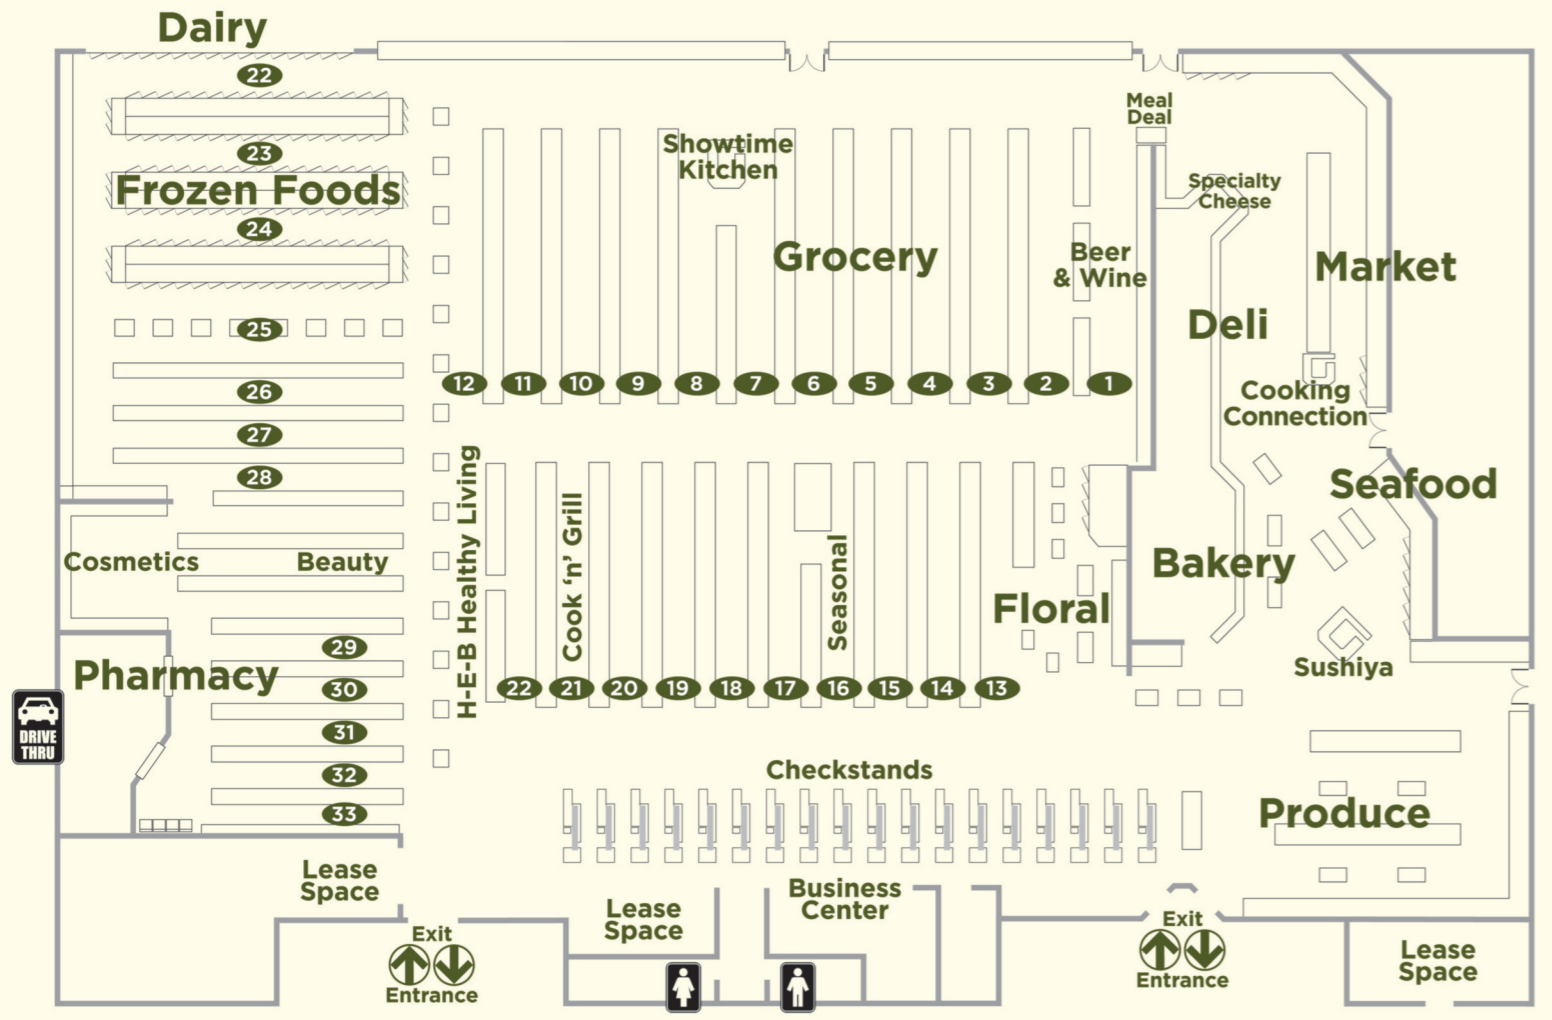 Dairy
22
23
Frozen Foods
24
25
26
27
28
Cosmetics
Beauty
Pharmacy
29
30
31
32
33
DRIVE
THRU
Lease
Space
Exit
Entrance
Showtime
Kitchen
Grocery
Beer
& Wine
12
11
10
9
8
7
6
5
4
3
2
1
H-E-B Healthy Living
Cook ‘n’ Grill
Seasonal
Floral
22
21
20
19
18
17
16
15
14
13
Checkstands
Lease
Space
Business
Center
Meal
Deal
Specialty
Cheese
Market
Deli
Cooking
Connection
Seafood
Bakery
Sushiya
Produce
Exit
Entrance
Lease
Space